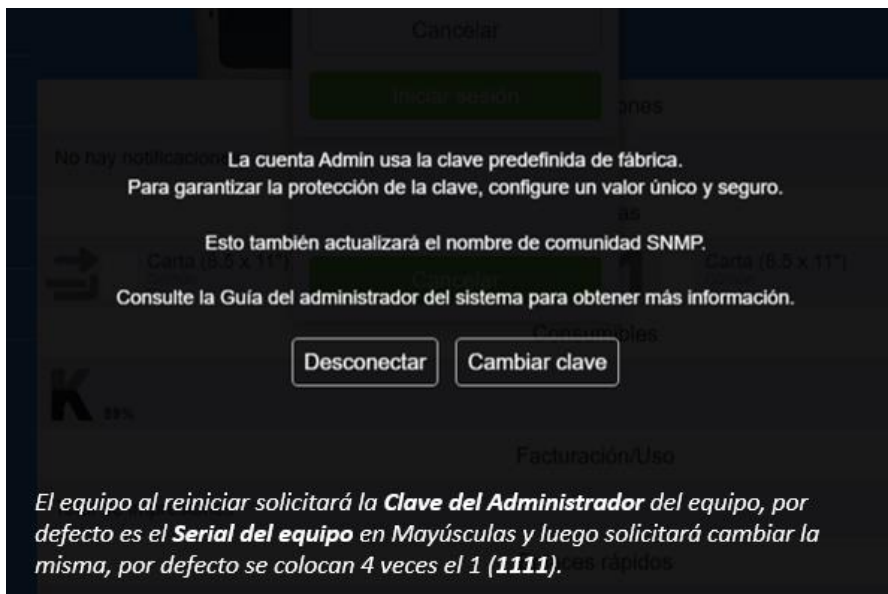 Cancelar
Iniciar sesión
ones
No hay notificaciones
La cuenta Admin usa la clave predefinida de fábrica.
Para garantizar la protección de la clave, configure un valor único y seguro.
as
Esto también actualizará el nombre de comunidad SNMP.
Carta (8.5 x 11")
Cancelar
Carta (8.5 x 11")
Consulte la Guía del administrador del sistema para obtener más información.
Consumibles
Desconectar
Cambiar clave
K
Facturación/Uso
El equipo al reiniciar solicitará la Clave del Administrador del equipo, por
defecto es el Serial del equipo en Mayúsculas y luego solicitará cambiar la
misma, por defecto se colocan 4 veces el 1 (1111).
rápidos